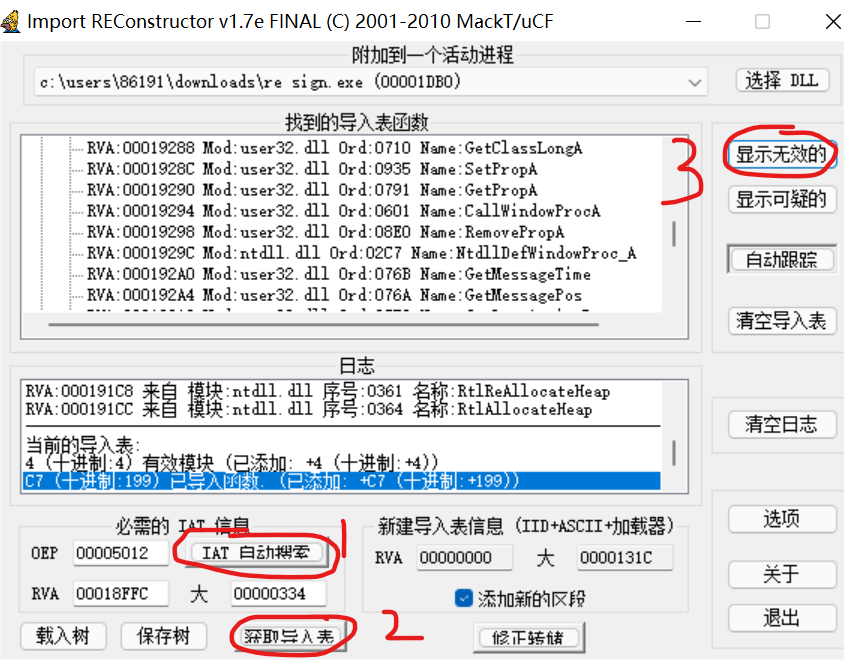 Import REConstructor v1.7e FINAL (C) 2001-2010 MackT/uCF
附加到一个活动进程
c:\users\86191\downloads\re sign.exe (00001DB0)
选择 DLL
找到的导入表函数
RVA:00019288 Mod:user32.dll Ord:0710 Name:GetClassLongA
RVA:0001928C Mod:user32.dll Ord:0935 Name:SetPropA
RVA:00019290 Mod:user32.dll Ord:0791 Name:GetPropA
RVA:00019294 Mod:user32.dll Ord:0601 Name:CallWindowProcA
RVA:00019298 Mod:user32.dll Ord:08E0 Name:RemovePropA
RVA:0001929C Mod:ntdll.dll Ord:02C7 Name:NtdllDefWindowProc_A
RVA:000192A0 Mod:user32.dll Ord:076B Name:GetMessageTime
RVA:000192A4 Mod:user32.dll Ord:076A Name:GetMessagePos
3
显示无效的
显示可疑的
自动跟踪
清空导入表
日志
RVA:000191C8 来自 模块:ntdll.dll 序号:0361 名称:RtlReAllocateHeap
RVA:000191CC 来自 模块:ntdll.dll 序号:0364 名称:RtlAllocateHeap
当前的导入表:
4 (十进制:4) 有效模块 (已添加: +4 (十进制:+4))
C7 (十进制:199) 已导入函数. (已添加: +C7 (十进制:+199))
清空日志
必需的 IAT 信息
OEP 00005012 IAT 自动搜索 1
RVA 00018FFC 大 00000334
载入树 保存树 获取导入表 2
新建导入表信息 (IID+ASCII+加载器)
RVA 00000000 大 0000131C
添加新的区段
修正转储
选项
关于
退出